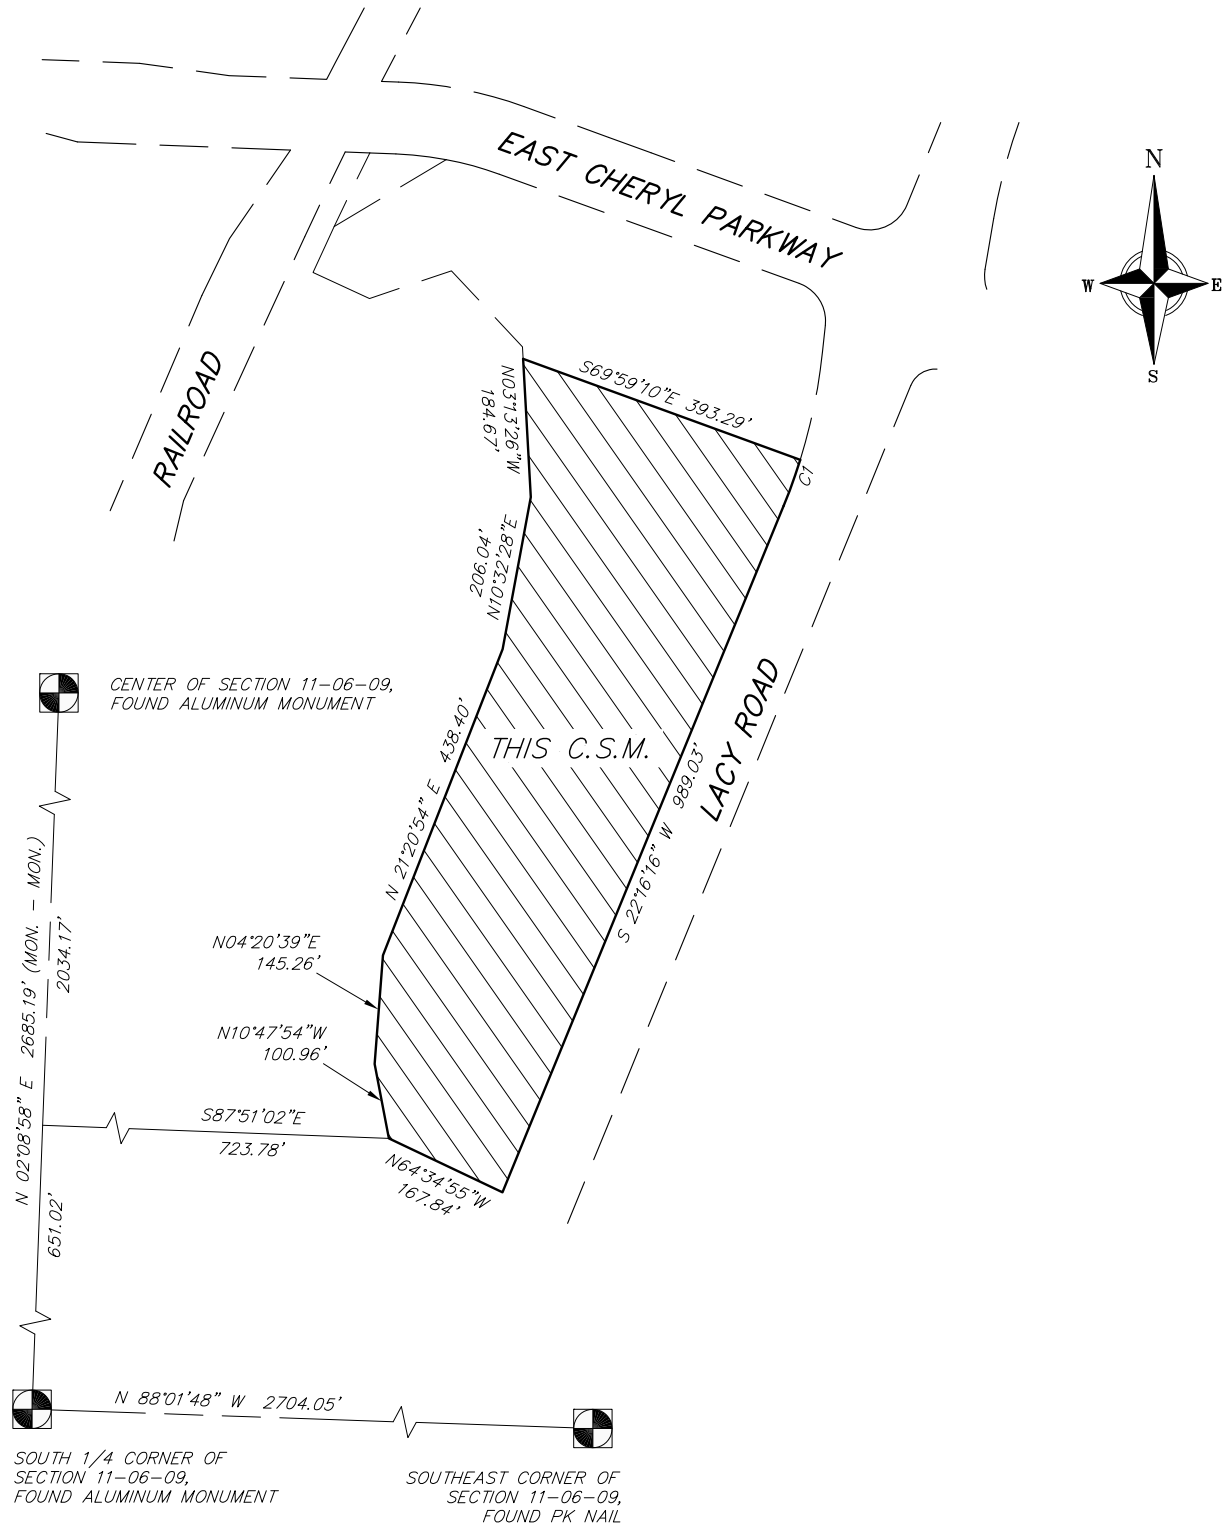 EAST CHERYL PARKWAY
N
W
E
S
RAILROAD
S69°59'10"E 393.29'
N03°13'26"W
184.67'
C1
206.04'
N10°32'28"E
CENTER OF SECTION 11-06-09,
FOUND ALUMINUM MONUMENT
N 21°20'54" E 438.40'
THIS C.S.M.
LACY ROAD
S 22°16'16" W 989.03'
N 02°08'58" E 2685.19' (MON. - MON.)
2034.17'
N04°20'39"E
145.26'
N10°47'54"W
100.96'
S87°51'02"E
723.78'
N64°34'55"W
167.84'
651.02'
N 88°01'48" W 2704.05'
SOUTH 1/4 CORNER OF
SECTION 11-06-09,
FOUND ALUMINUM MONUMENT
SOUTHEAST CORNER OF
SECTION 11-06-09,
FOUND PK NAIL